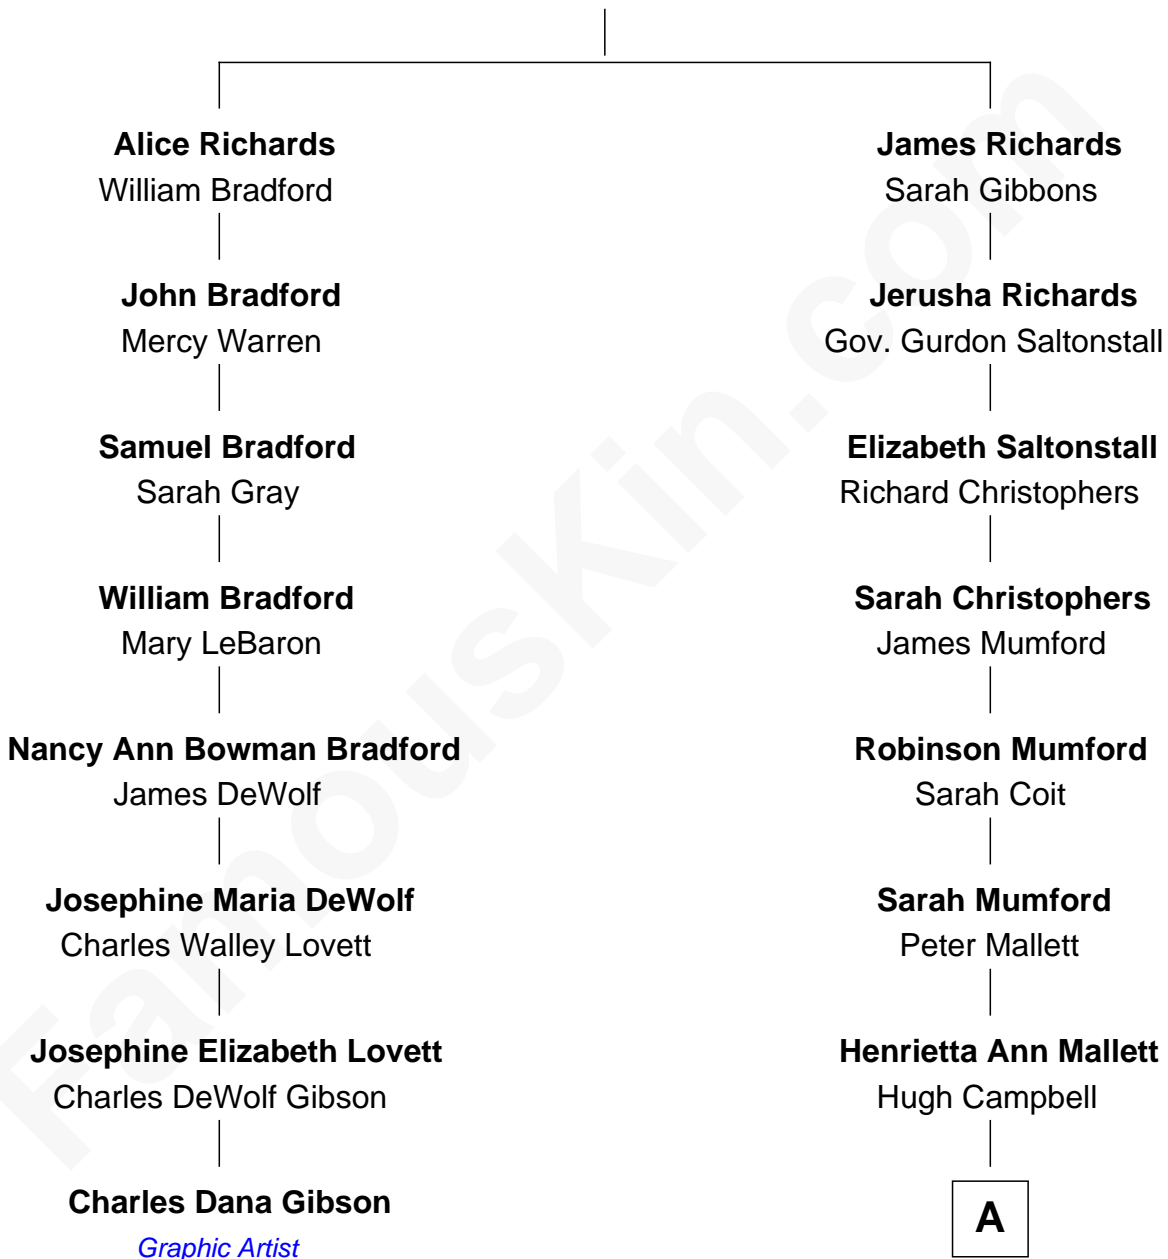 Alice Richards
William Bradford
John Bradford
Mercy Warren
Samuel Bradford
Sarah Gray
William Bradford
Mary LeBaron
Nancy Ann Bowman Bradford
James DeWolf
Josephine Maria DeWolf
Charles Walley Lovett
Josephine Elizabeth Lovett
Charles DeWolf Gibson
Charles Dana Gibson
Graphic Artist
James Richards
Sarah Gibbons
Jerusha Richards
Gov. Gurdon Saltonstall
Elizabeth Saltonstall
Richard Christophers
Sarah Christophers
James Mumford
Robinson Mumford
Sarah Coit
Sarah Mumford
Peter Mallett
Henrietta Ann Mallett
Hugh Campbell
A
FamousKin.com